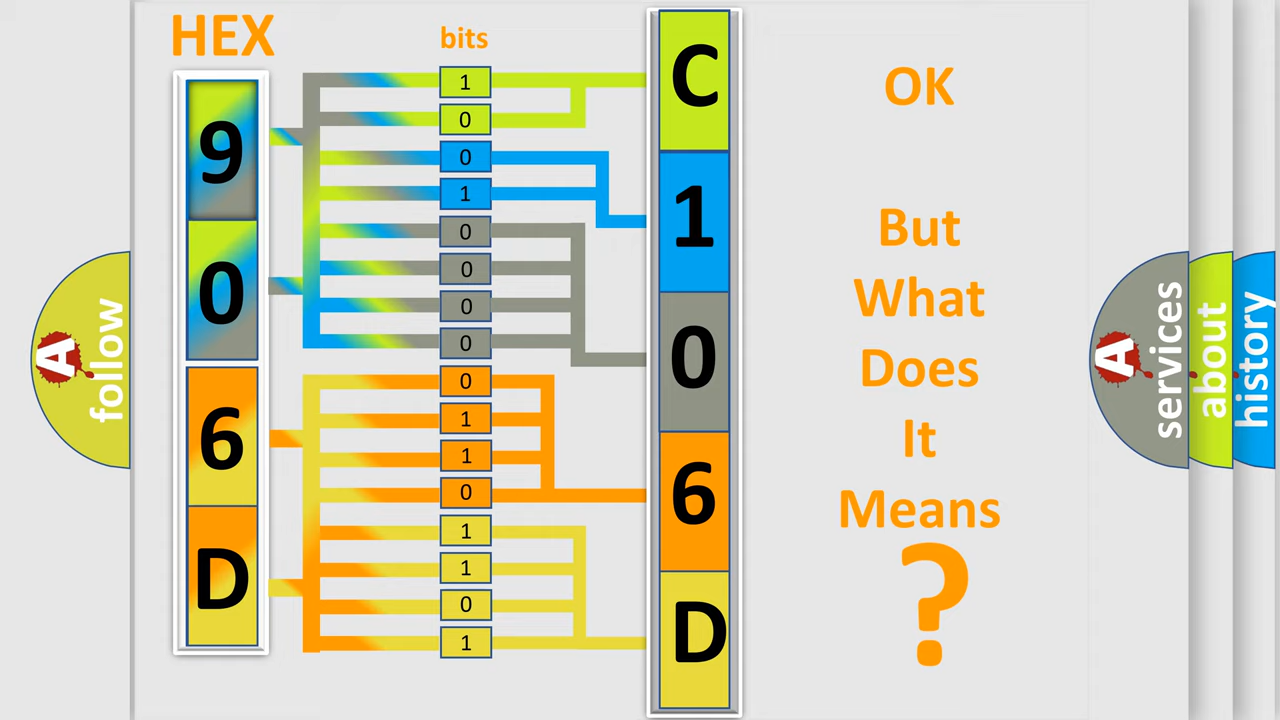 HEX
bits
9
0
6
D
1
0
0
1
0
0
0
0
0
1
1
0
1
1
0
1
C
1
0
6
D
OK
But
What
Does
It
Means
?
A
follow
A
services
about
history